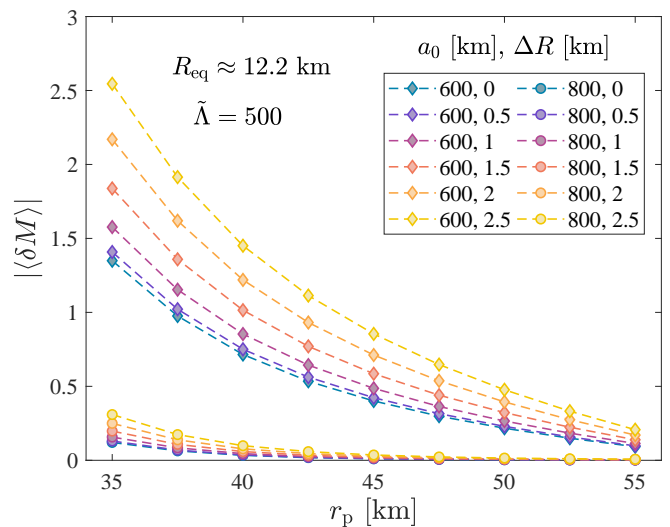 a₀ [km], ΔR [km]
R_eq ≈ 12.2 km
Λ̃ = 500
600, 0 800, 0
600, 0.5 800, 0.5
600, 1 800, 1
600, 1.5 800, 1.5
600, 2 800, 2
600, 2.5 800, 2.5
|⟨δM⟩|
3
2.5
2
1.5
1
0.5
0
35 40 45 50 55
r_p [km]